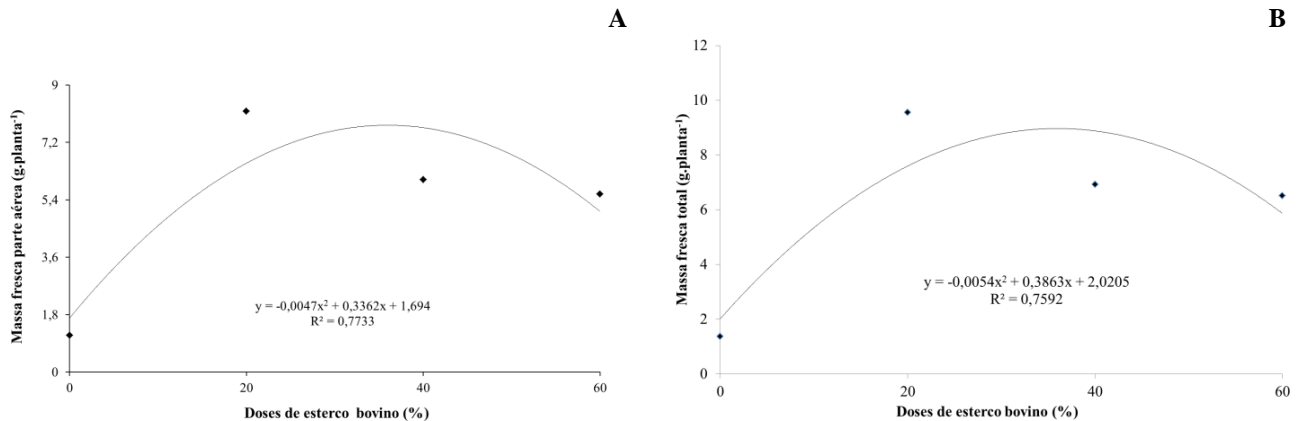 A
Massa fresca parte aérea (g.planta⁻¹)
9
7,2
5,4
3,6
1,8
0
y = -0,0047x² + 0,3362x + 1,694
R² = 0,7733
0
20
40
60
Doses de esterco bovino (%)
B
Massa fresca total (g.planta⁻¹)
12
10
8
6
4
2
0
y = -0,0054x² + 0,3863x + 2,0205
R² = 0,7592
0
20
40
60
Doses de esterco bovino (%)